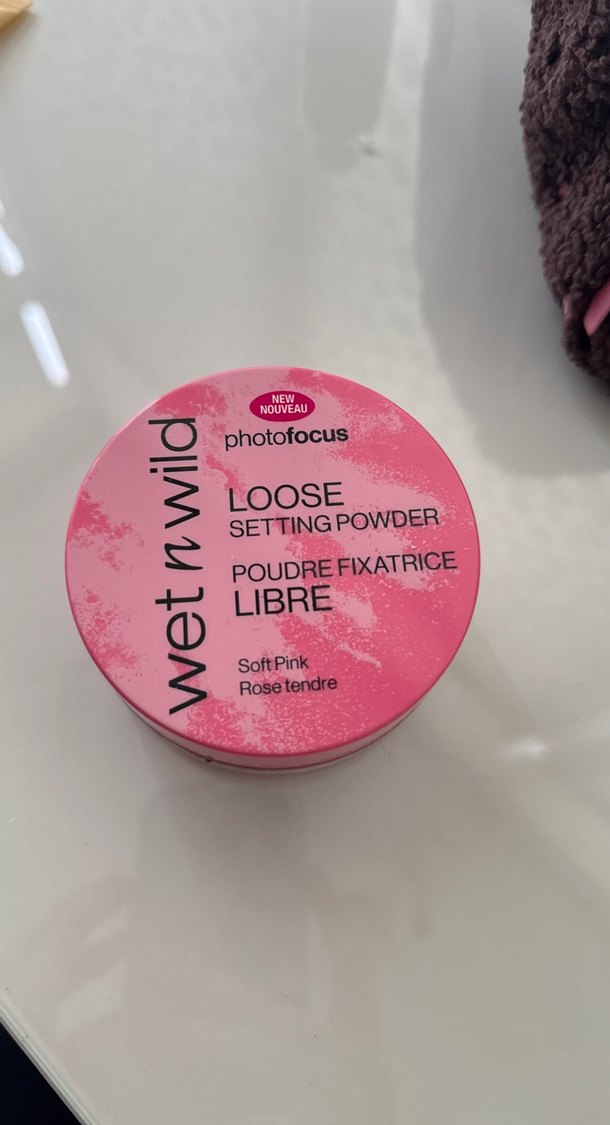 NEW
NOUVEAU
photofocus
wet n wild
LOOSE
SETTING POWDER
POUDRE FIXATRICE
LIBRE
Soft Pink
Rose tendre